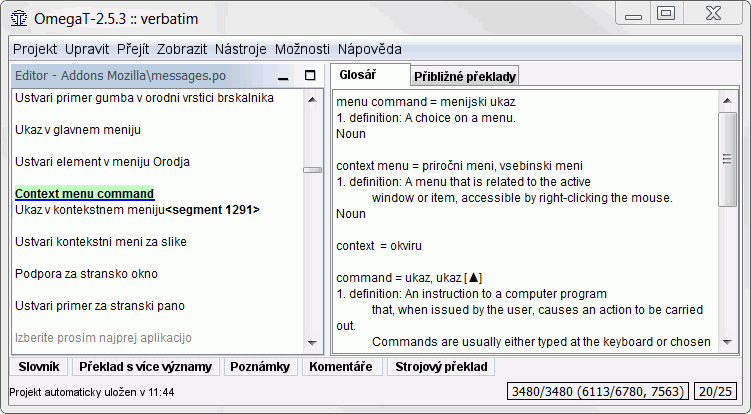 OmegaT-2.5.3 :: verbatim
Projekt Upravit Přejít Zobrazit Nástroje Možnosti Nápověda
Editor - Addons Mozilla\messages.po
Ustvari primer gumba v orodni vrstici brskalnika
Ukaz v glavnem meniju
Ustvari element v meniju Orodja
Context menu command
Ukaz v kontekstnem meniju<segment 1291>
Ustvari kontekstni meni za slike
Podpora za stransko okno
Ustvari primer za stranski pano
Izberite prosim najprej aplikacijo
Glosář Přibližné překlady
menu command = menijski ukaz
1. definition: A choice on a menu.
Noun
context menu = priročni meni, vsebinski meni
1. definition: A menu that is related to the active
window or item, accessible by right-clicking the mouse.
Noun
context  = okviru
command = ukaz, ukaz [▲]
1. definition: An instruction to a computer program
that, when issued by the user, causes an action to be carried
out.
Commands are usually either typed at the keyboard or chosen
Slovník Překlad s více významy Poznámky Komentáře Strojový překlad
Projekt automaticky uložen v 11:44 3480/3480 (6113/6780, 7563) 20/25